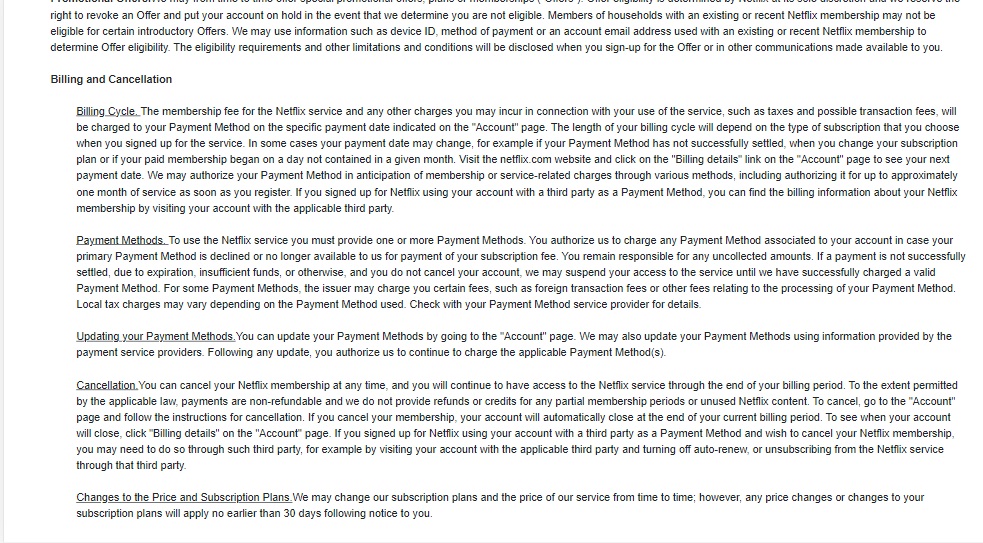 right to revoke an Offer and put your account on hold in the event that we determine you are not eligible. Members of households with an existing or recent Netflix membership may not be
eligible for certain introductory Offers. We may use information such as device ID, method of payment or an account email address used with an existing or recent Netflix membership to
determine Offer eligibility. The eligibility requirements and other limitations and conditions will be disclosed when you sign-up for the Offer or in other communications made available to you.
Billing and Cancellation
Billing Cycle. The membership fee for the Netflix service and any other charges you may incur in connection with your use of the service, such as taxes and possible transaction fees, will
be charged to your Payment Method on the specific payment date indicated on the "Account" page. The length of your billing cycle will depend on the type of subscription that you choose
when you signed up for the service. In some cases your payment date may change, for example if your Payment Method has not successfully settled, when you change your subscription
plan or if your paid membership began on a day not contained in a given month. Visit the netflix.com website and click on the "Billing details" link on the "Account" page to see your next
payment date. We may authorize your Payment Method in anticipation of membership or service-related charges through various methods, including authorizing it for up to approximately
one month of service as soon as you register. If you signed up for Netflix using your account with a third party as a Payment Method, you can find the billing information about your Netflix
membership by visiting your account with the applicable third party.
Payment Methods. To use the Netflix service you must provide one or more Payment Methods. You authorize us to charge any Payment Method associated to your account in case your
primary Payment Method is declined or no longer available to us for payment of your subscription fee. You remain responsible for any uncollected amounts. If a payment is not successfully
settled, due to expiration, insufficient funds, or otherwise, and you do not cancel your account, we may suspend your access to the service until we have successfully charged a valid
Payment Method. For some Payment Methods, the issuer may charge you certain fees, such as foreign transaction fees or other fees relating to the processing of your Payment Method.
Local tax charges may vary depending on the Payment Method used. Check with your Payment Method service provider for details.
Updating your Payment Methods.You can update your Payment Methods by going to the "Account" page. We may also update your Payment Methods using information provided by the
payment service providers. Following any update, you authorize us to continue to charge the applicable Payment Method(s).
Cancellation.You can cancel your Netflix membership at any time, and you will continue to have access to the Netflix service through the end of your billing period. To the extent permitted
by the applicable law, payments are non-refundable and we do not provide refunds or credits for any partial membership periods or unused Netflix content. To cancel, go to the "Account"
page and follow the instructions for cancellation. If you cancel your membership, your account will automatically close at the end of your current billing period. To see when your account
will close, click "Billing details" on the "Account" page. If you signed up for Netflix using your account with a third party as a Payment Method and wish to cancel your Netflix membership,
you may need to do so through such third party, for example by visiting your account with the applicable third party and turning off auto-renew, or unsubscribing from the Netflix service
through that third party.
Changes to the Price and Subscription Plans.We may change our subscription plans and the price of our service from time to time; however, any price changes or changes to your
subscription plans will apply no earlier than 30 days following notice to you.